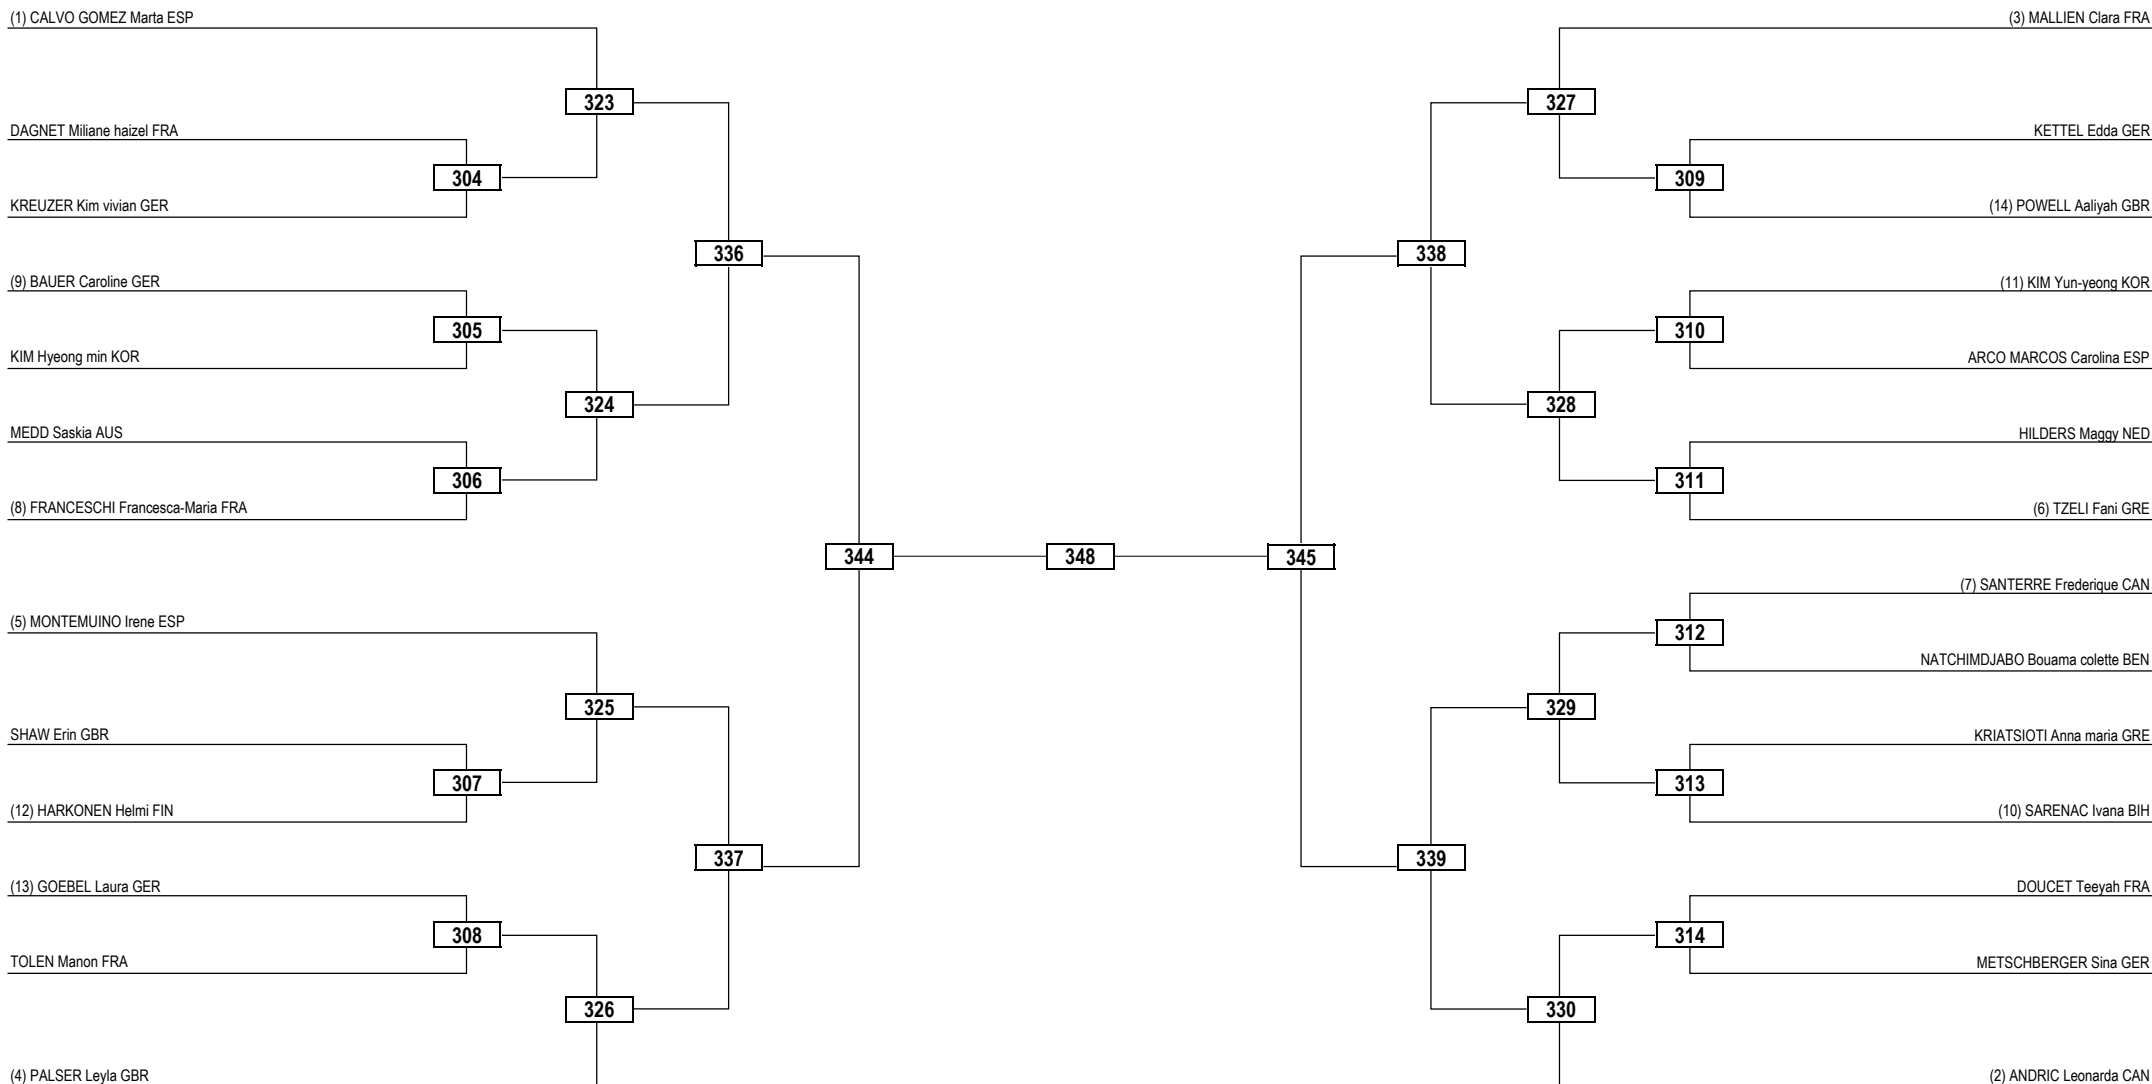 (1) CALVO GOMEZ Marta ESP
(3) MALLIEN Clara FRA
323
327
DAGNET Miliane haizel FRA
KETTEL Edda GER
304
309
KREUZER Kim vivian GER
(14) POWELL Aaliyah GBR
336
338
(9) BAUER Caroline GER
(11) KIM Yun-yeong KOR
305
310
KIM Hyeong min KOR
ARCO MARCOS Carolina ESP
324
328
MEDD Saskia AUS
HILDERS Maggy NED
306
311
(8) FRANCESCHI Francesca-Maria FRA
(6) TZELI Fani GRE
344
348
345
(7) SANTERRE Frederique CAN
(5) MONTEMUINO Irene ESP
312
NATCHIMDJABO Bouama colette BEN
325
329
SHAW Erin GBR
KRIATSIOTI Anna maria GRE
307
313
(12) HARKONEN Helmi FIN
(10) SARENAC Ivana BIH
337
339
(13) GOEBEL Laura GER
DOUCET Teeyah FRA
308
314
TOLEN Manon FRA
METSCHBERGER Sina GER
326
330
(4) PALSER Leyla GBR
(2) ANDRIC Leonarda CAN